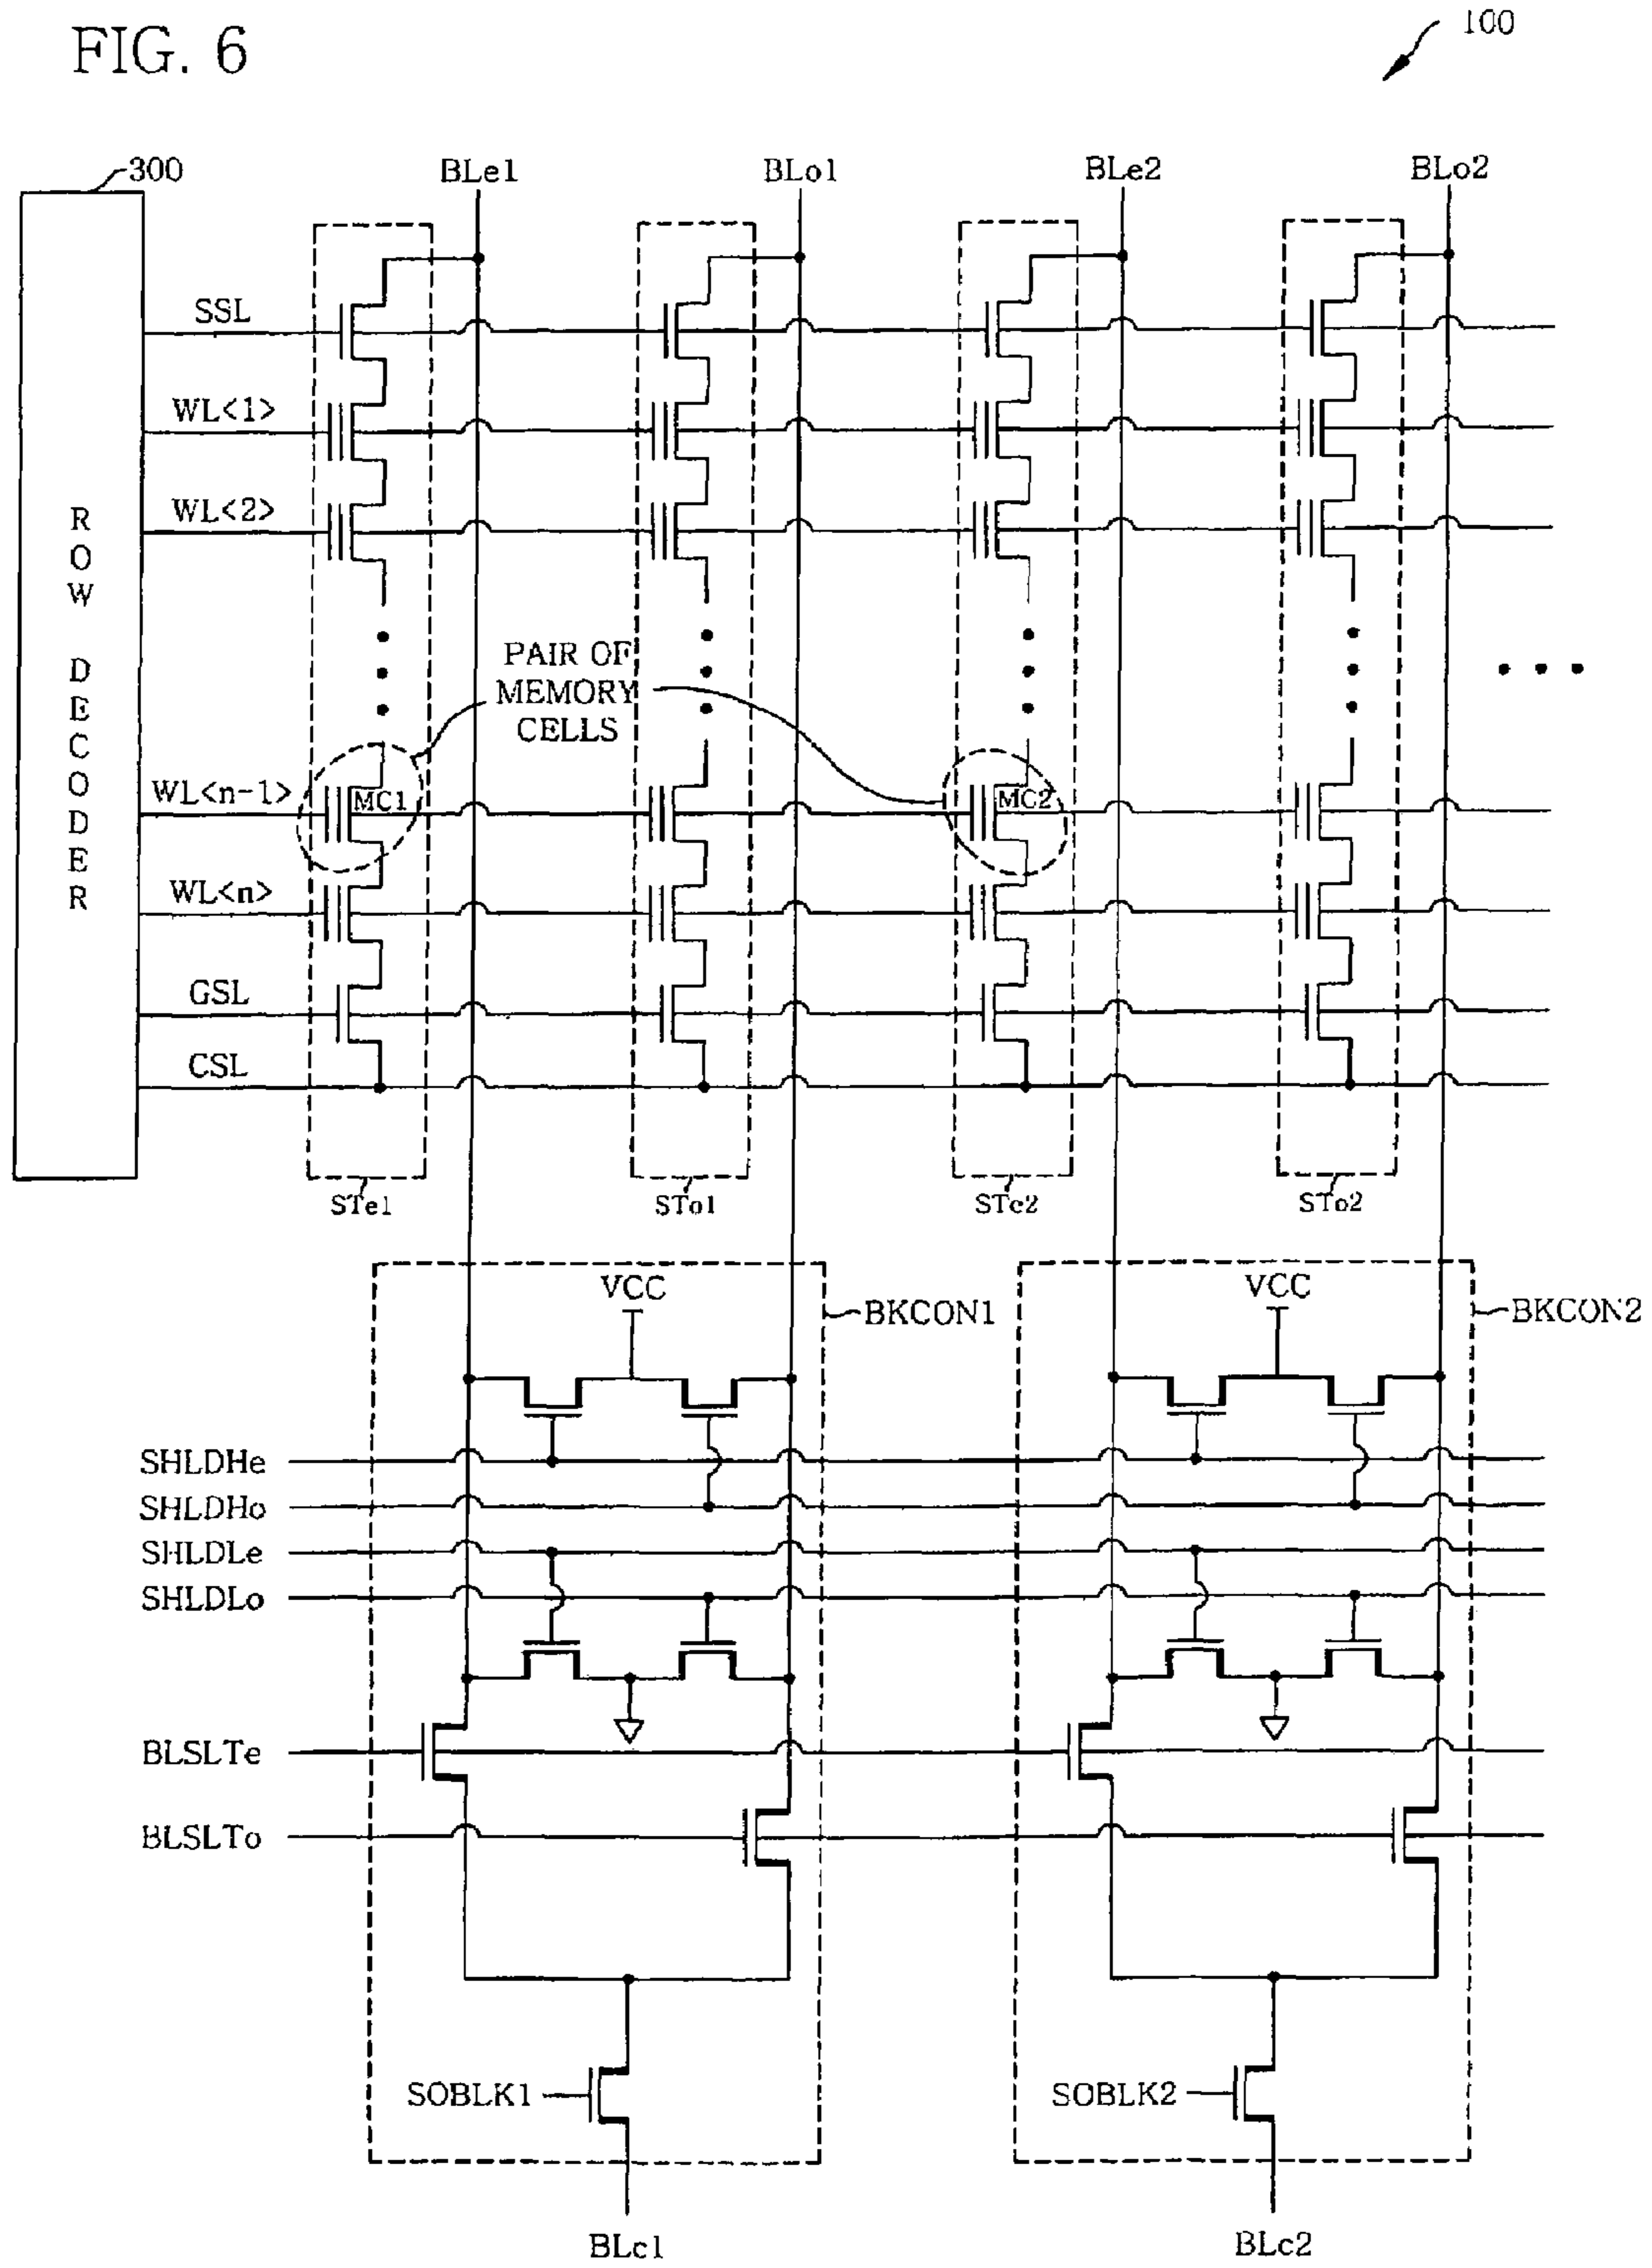 FIG. 6
100
300
BLe1
BLo1
BLe2
BLo2
ROW DECODER
SSL
WL<1>
WL<2>
PAIR OF
MEMORY
CELLS
WL<n-1>
MC1
MC2
WL<n>
GSL
CSL
STe1
STo1
STe2
STo2
VCC
BKCON1
VCC
BKCON2
SHLDHe
SHLDHo
SHLDLe
SHLDLo
BLSLTe
BLSLTo
SOBLK1
SOBLK2
BLc1
BLc2